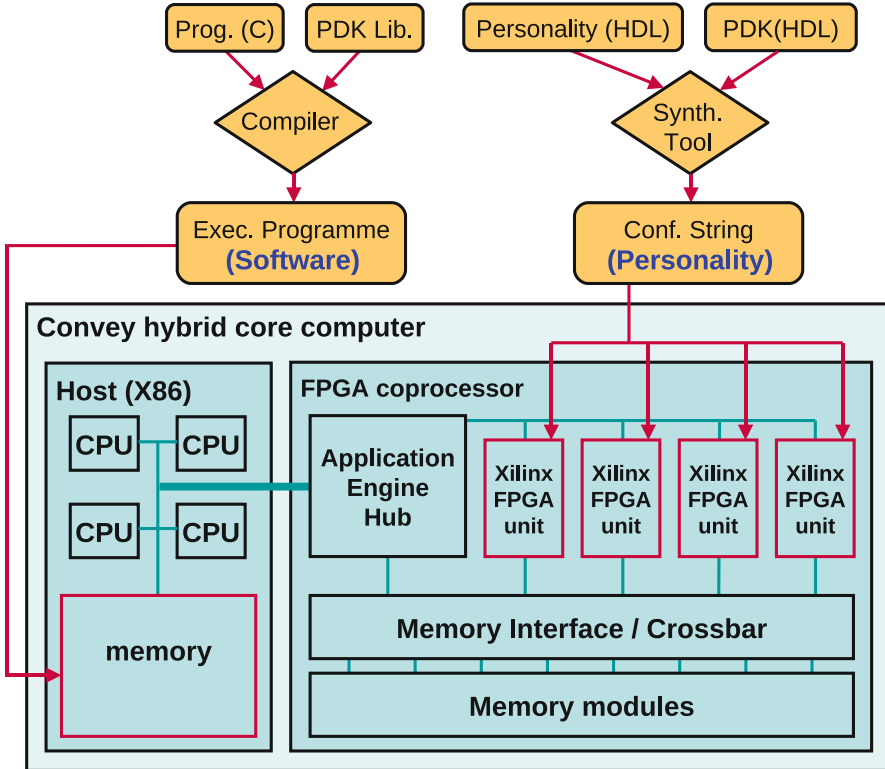 Prog. (C)
PDK Lib.
Personality (HDL)
PDK(HDL)
Compiler
Synth.
Tool
Exec. Programme
(Software)
Conf. String
(Personality)
Convey hybrid core computer
Host (X86)
CPU
CPU
CPU
CPU
memory
FPGA coprocessor
Application
Engine
Hub
Xilinx
FPGA
unit
Xilinx
FPGA
unit
Xilinx
FPGA
unit
Xilinx
FPGA
unit
Memory Interface / Crossbar
Memory modules